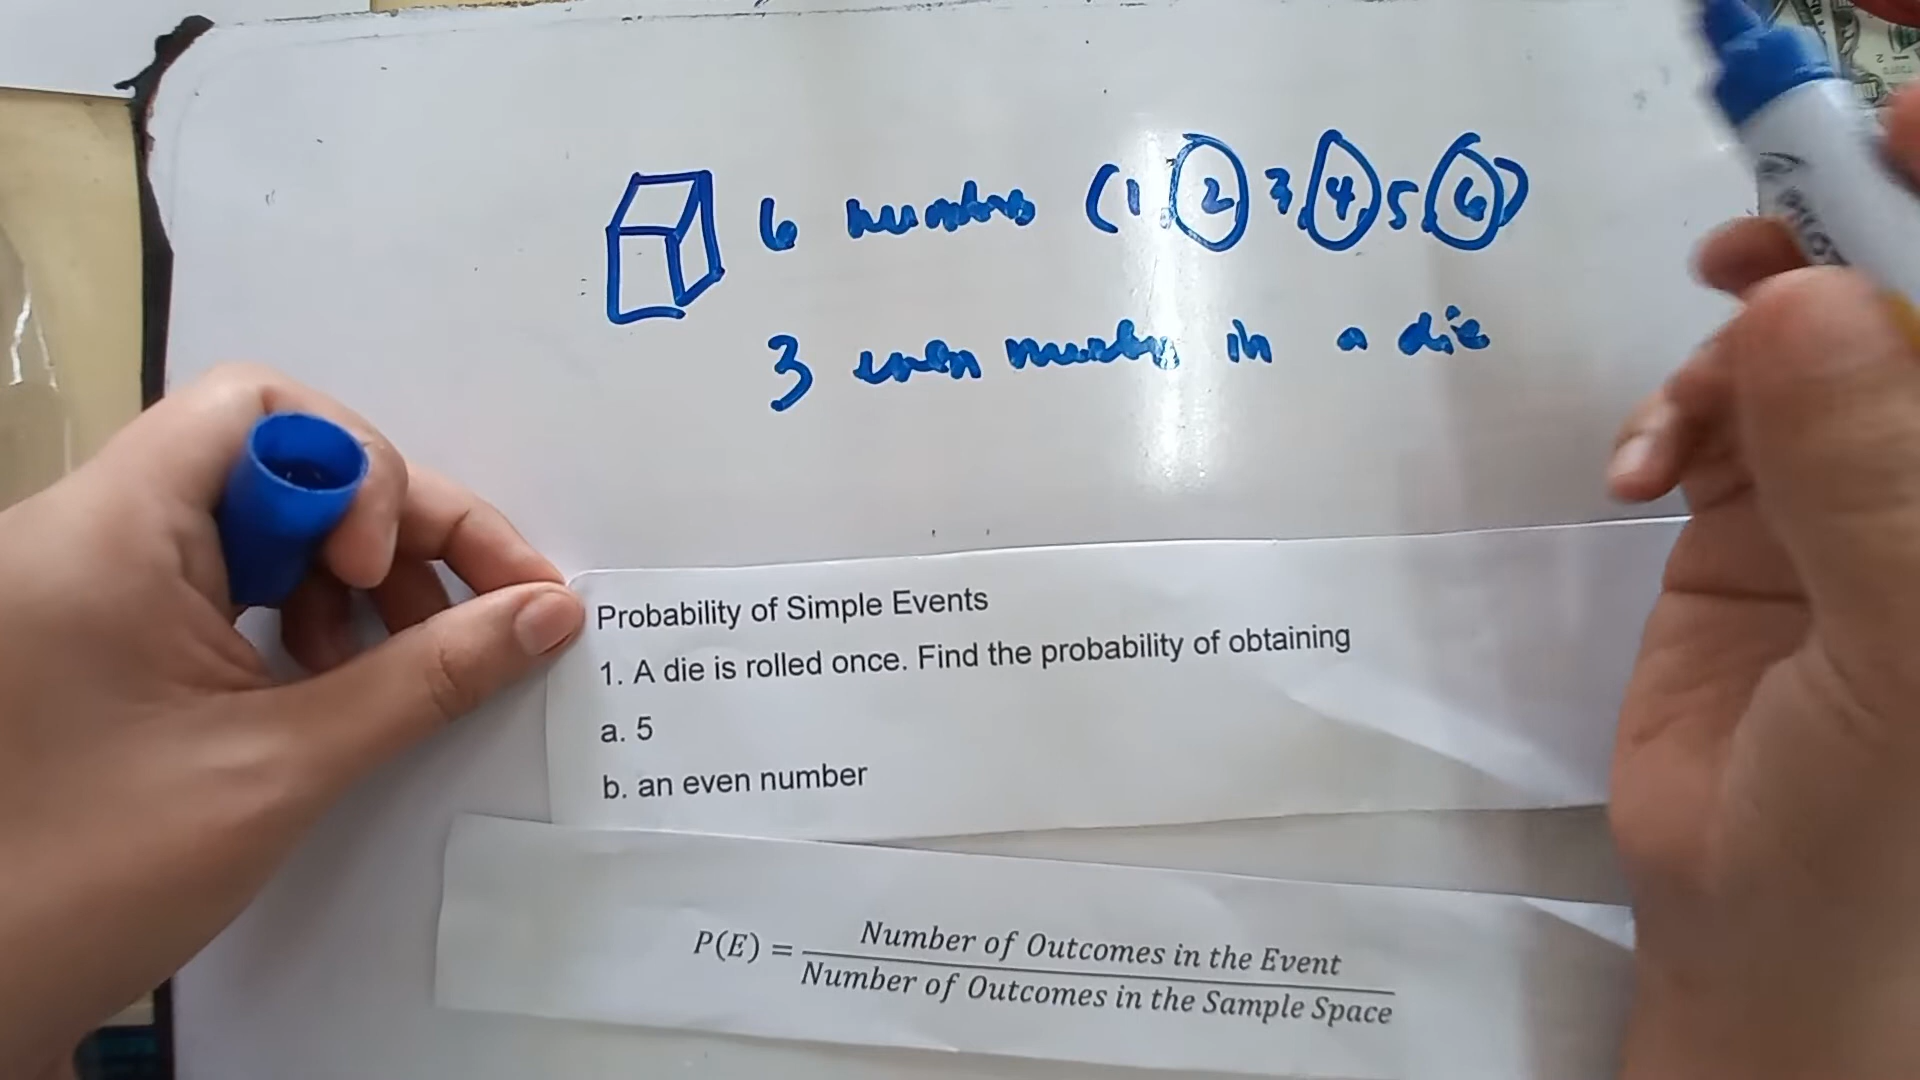 6 numbers (1, 2, 3, 4, 5, 6)
3 even numbers in a die
Probability of Simple Events
1. A die is rolled once. Find the probability of obtaining
a. 5
b. an even number
P(E) = Number of Outcomes in the Event
Number of Outcomes in the Sample Space